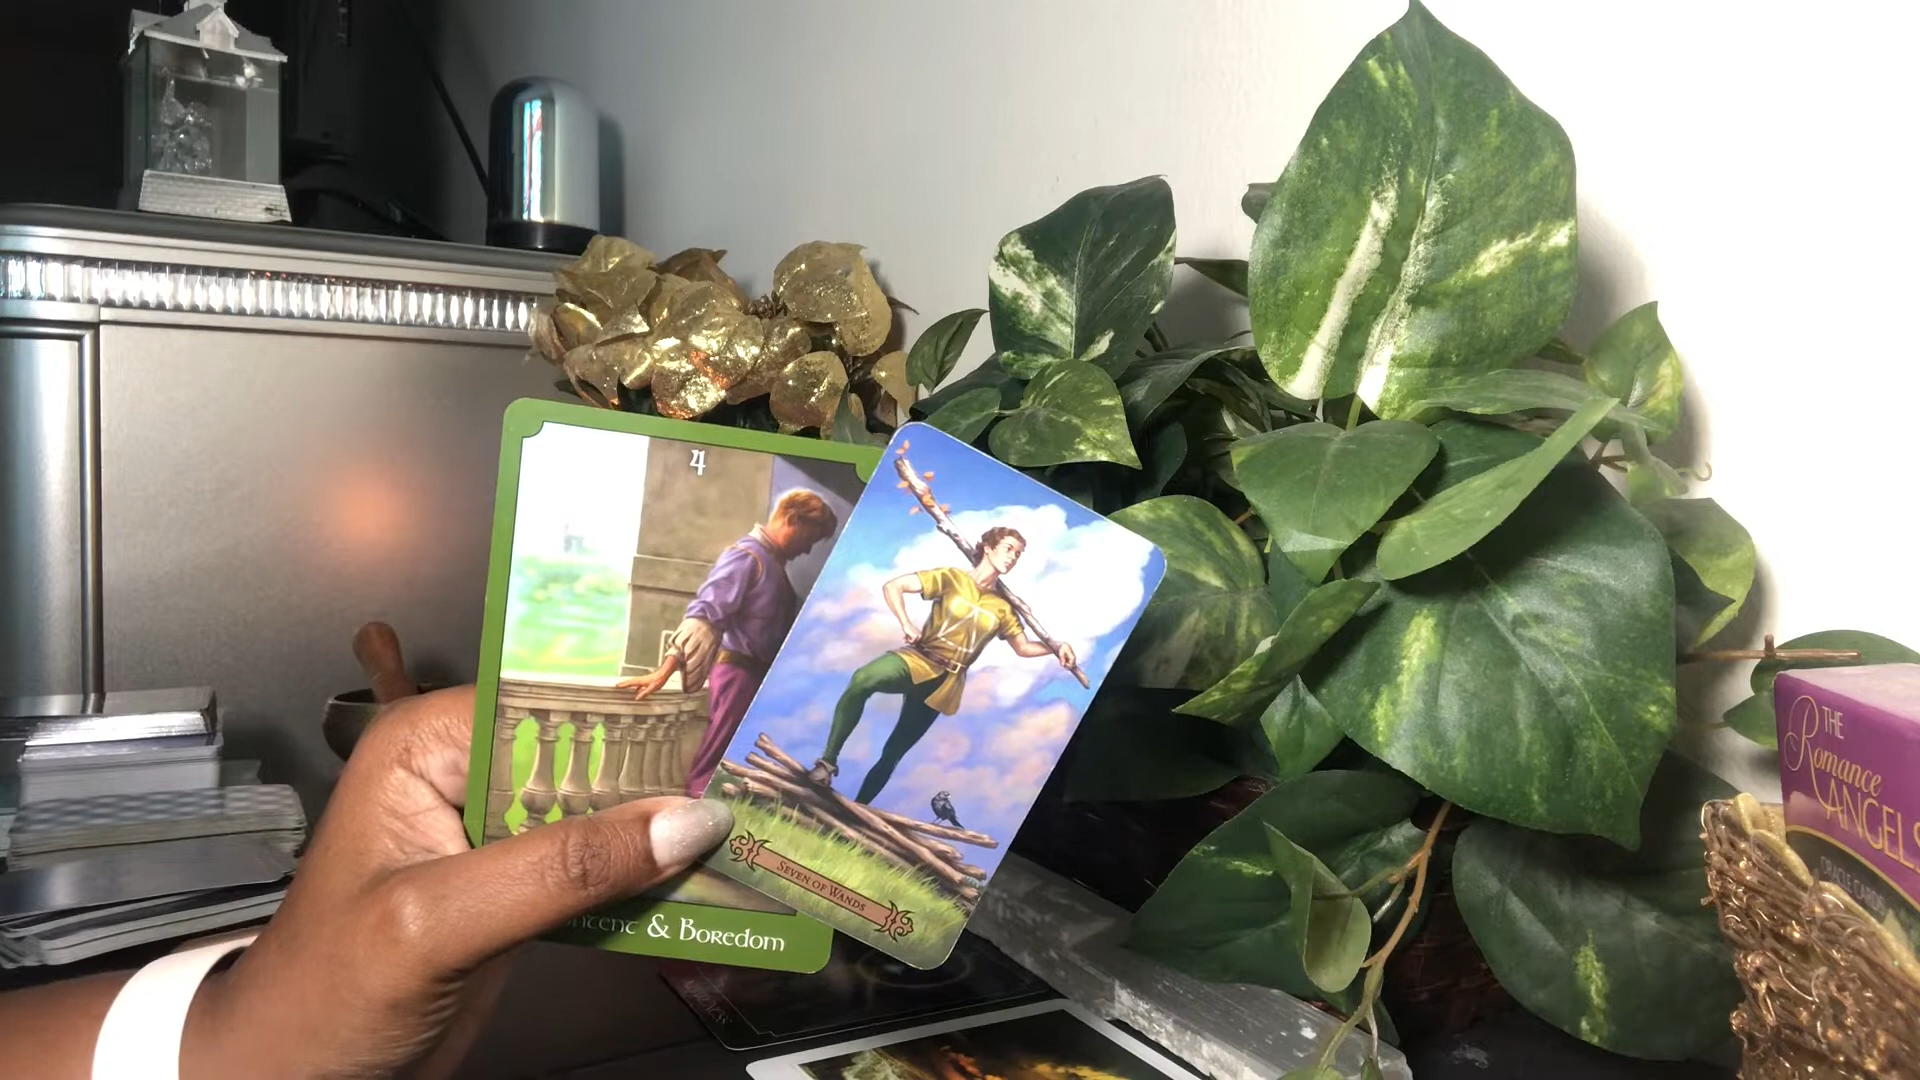 4
& Boredom
Seven of Wands
THE
Romance
ANGELS
ORACLE CARDS